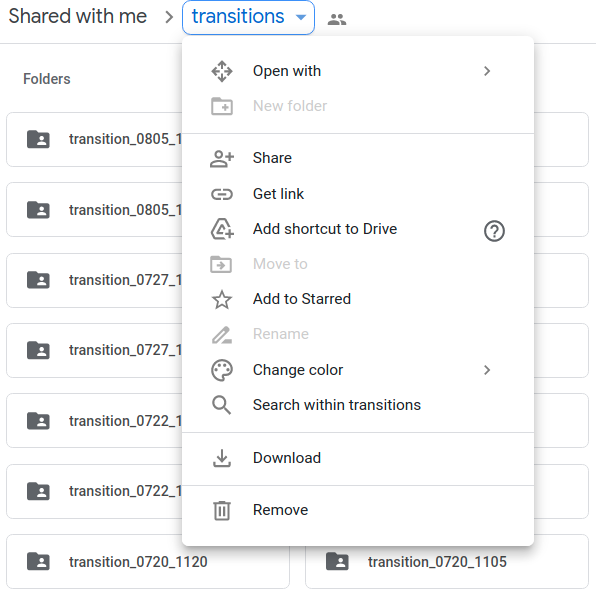 Shared with me > transitions
Folders
Open with
New folder
transition_0805_1
Share
Get link
transition_0805_1
Add shortcut to Drive
Move to
transition_0727_1
Add to Starred
Rename
transition_0727_1
Change color
Search within transitions
transition_0722_1
Download
transition_0722_1
Remove
transition_0720_1120
transition_0720_1105